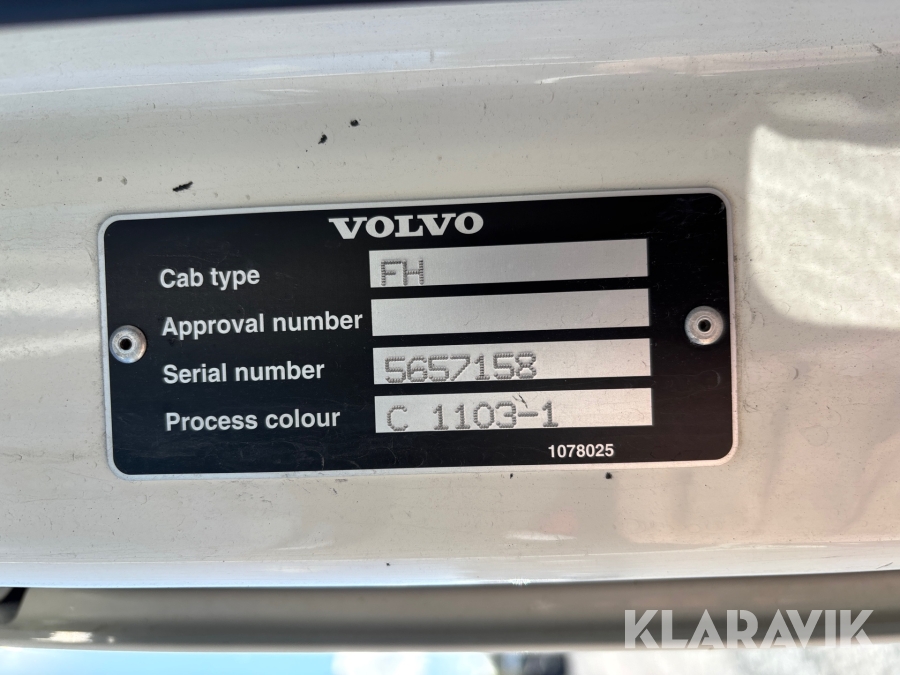 VOLVO
Cab type FH
Approval number
Serial number 5657158
Process colour C 1103-1
1078025
KLARAVIK